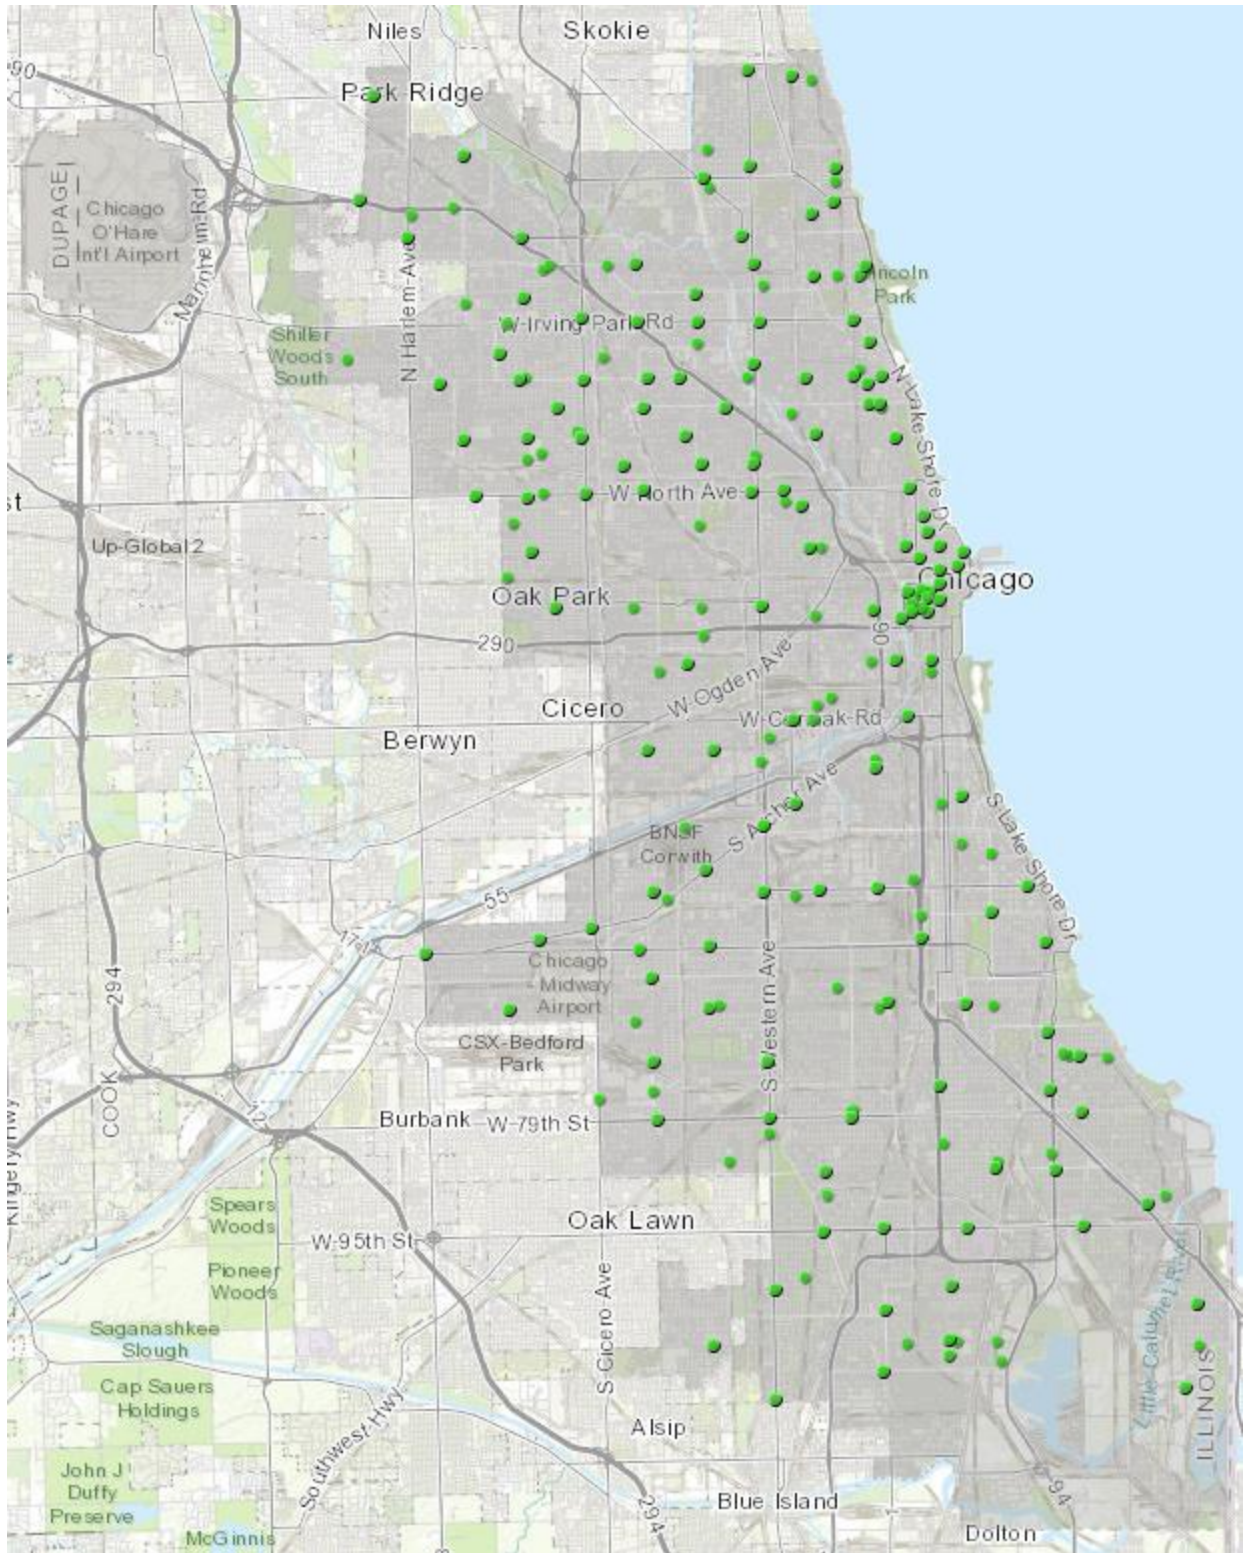 Niles
Skokie
90
Park Ridge
DUPAGE
Mannheim-Rd
Chicago
O'Hare
Int'l Airport
N Harlem-Ave
Lincoln
Park
W-Irving Park Rd
Shiller
Woods
South
N-Lake-Shore-Dr
st
W North Ave
Up-Global 2
Chicago
Oak Park
290
90
W-Ogden Ave
Cicero
W-Cermak-Rd
Berwyn
S Archer Ave
S-Lake Shore Dr
BNSF
Corwith
55
S-Western-Ave
Chicago
- Midway
Airport
294
CSX-Bedford
Park
COOK
Burbank
W-79th St
Kingery Hwy
12
Spears
Woods
Oak Lawn
W-95th St
Pioneer
Woods
S-Cicero Ave
Little-Calumet-River
Saganashkee
Slough
ILLINOIS
Cap Sauers
Holdings
Southwest Hwy
Alsip
John J
Duffy
Preserve
294
Blue Island
94
McGinnis
Dolton